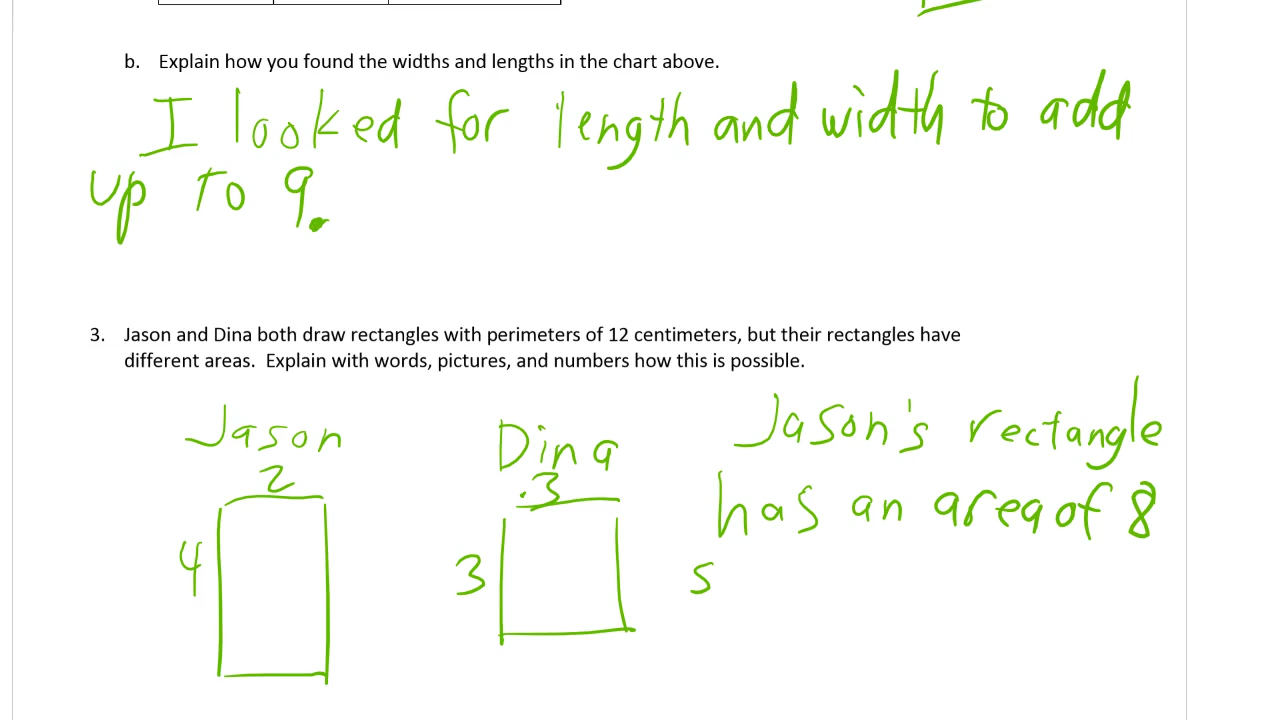 b. Explain how you found the widths and lengths in the chart above.
I looked for length and width to add
up to 9.
3. Jason and Dina both draw rectangles with perimeters of 12 centimeters, but their rectangles have
different areas. Explain with words, pictures, and numbers how this is possible.
Jason
2
4
Dina
3
3
Jason's rectangle
has an area of 8
s